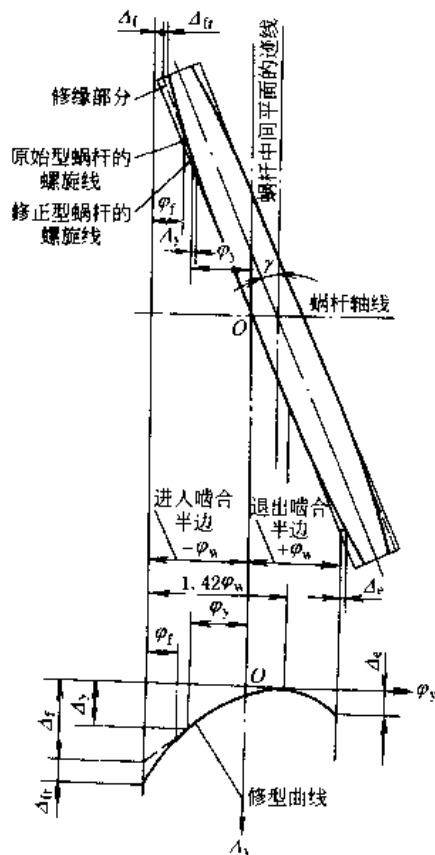 Δf
Δfr
蜗杆中间平面的迹线
修缘部分
原始型蜗杆的
螺旋线
修正型蜗杆的
螺旋线
φf
Δy
φy
γ
蜗杆轴线
O
进入啮合
半边
-φw
退出啮合
半边
+φw
1.42φw
Δe
φy
φf
Δe
O
φy
Δf
Δy
Δfr
修型曲线
Δy